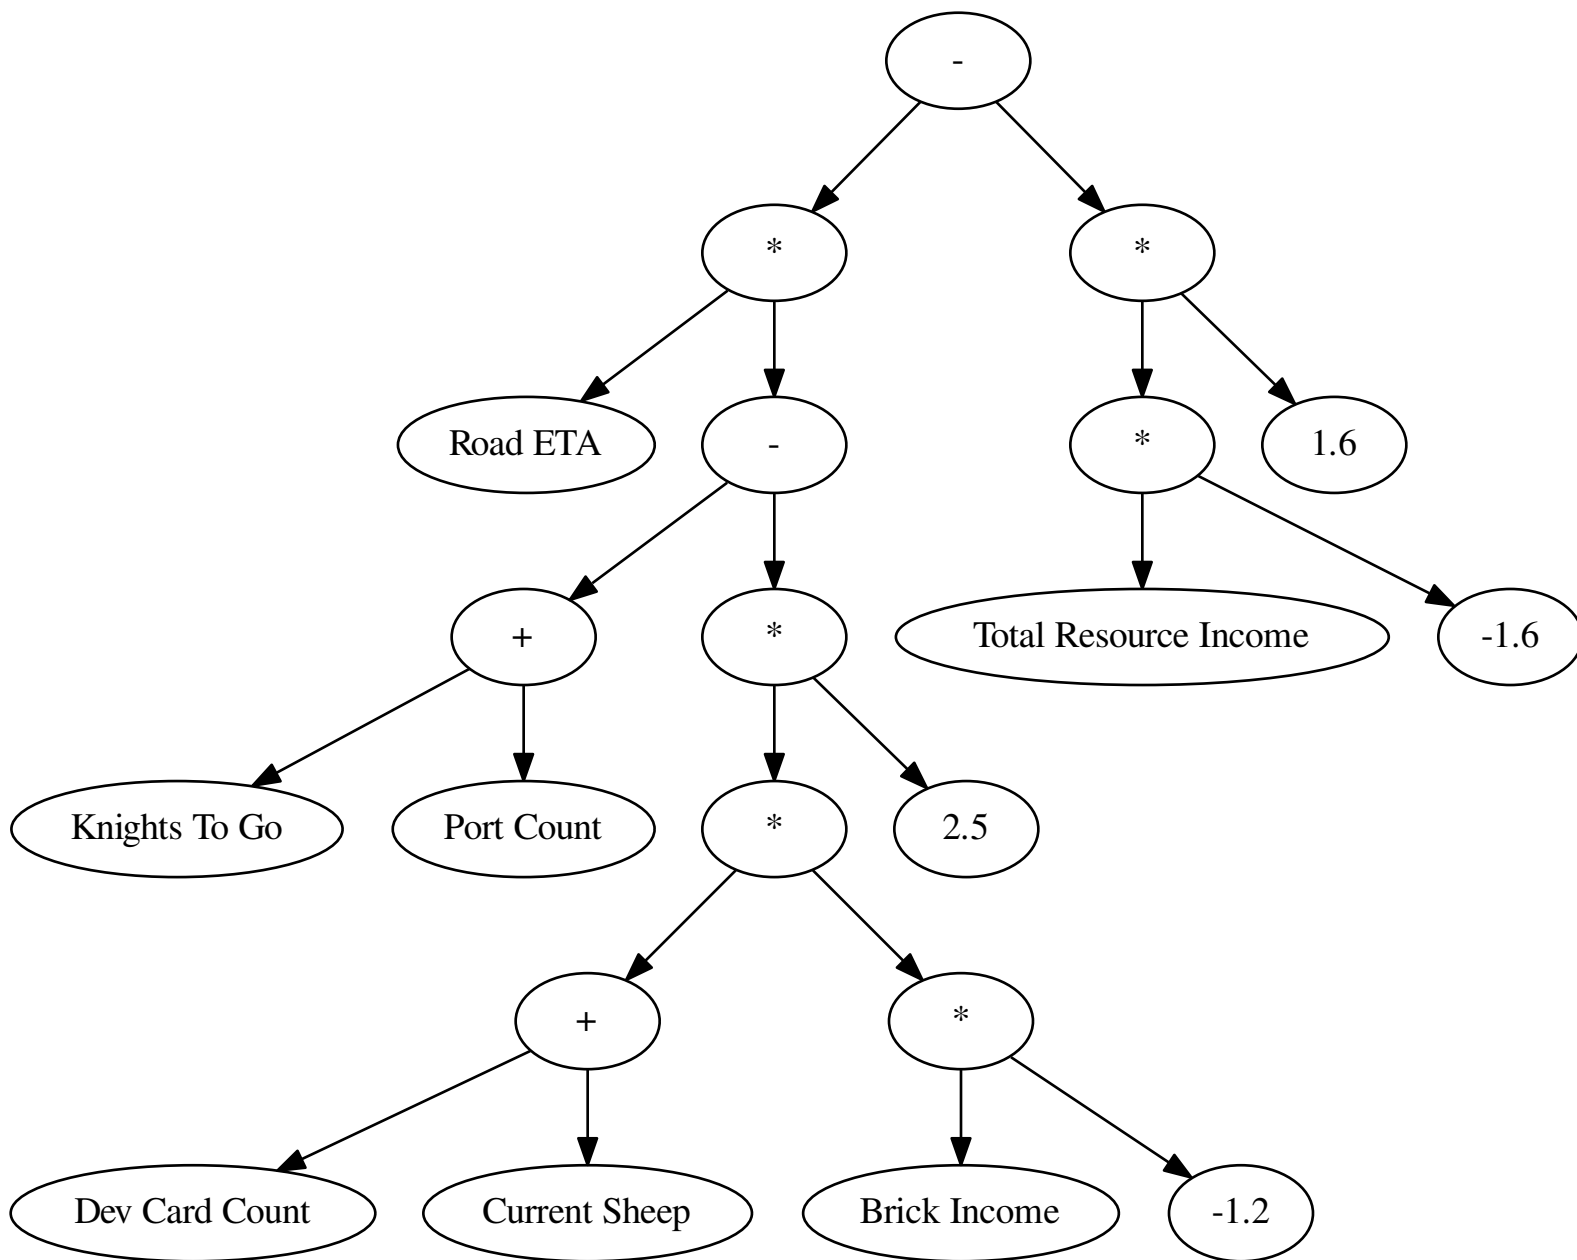 -
*
*
Road ETA
-
*
1.6
+
*
Total Resource Income
-1.6
Knights To Go
Port Count
*
2.5
+
*
Dev Card Count
Current Sheep
Brick Income
-1.2